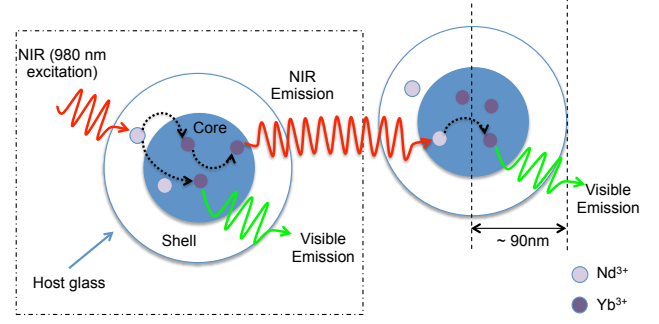 NIR (980 nm
excitation)
NIR
Emission
Core
Shell
Visible
Emission
Host glass
Visible
Emission
~ 90nm
Nd³⁺
Yb³⁺